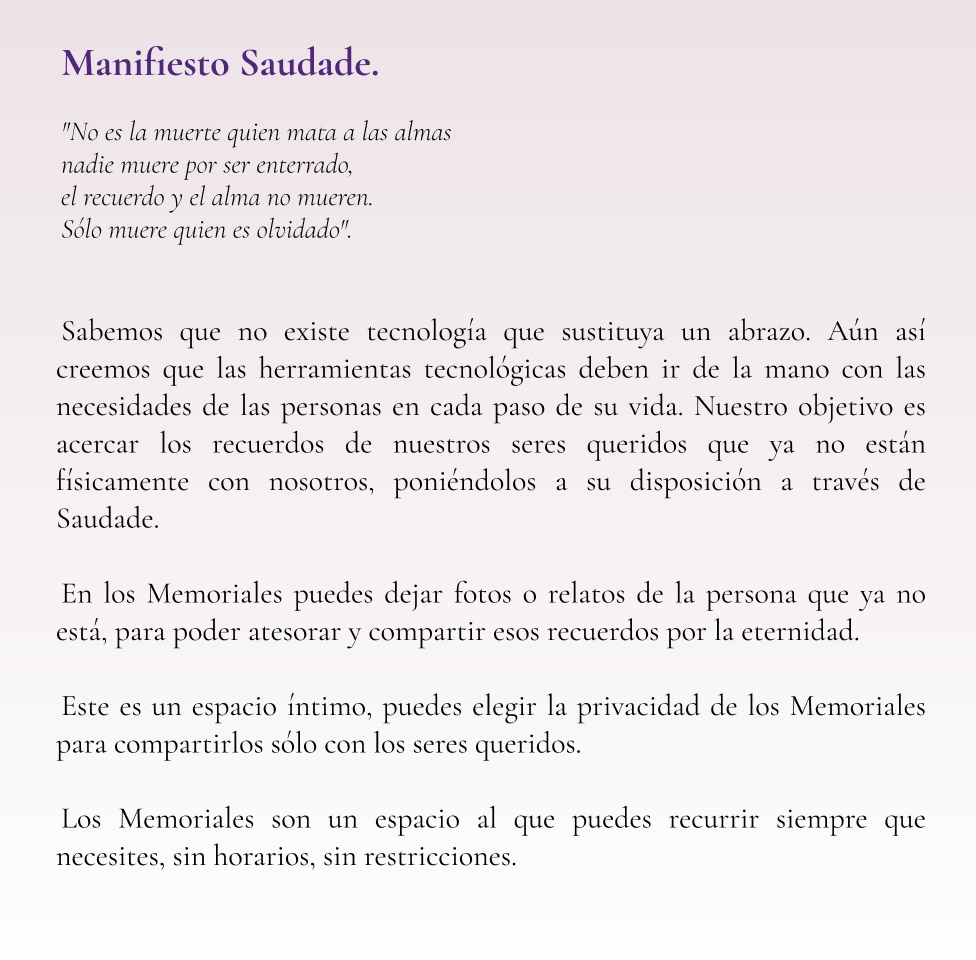 Manifiesto Saudade.
"No es la muerte quien mata a las almas
nadie muere por ser enterrado,
el recuerdo y el alma no mueren.
Sólo muere quien es olvidado".
Sabemos que no existe tecnología que sustituya un abrazo. Aún así
creemos que las herramientas tecnológicas deben ir de la mano con las
necesidades de las personas en cada paso de su vida. Nuestro objetivo es
acercar los recuerdos de nuestros seres queridos que ya no están
físicamente con nosotros, poniéndolos a su disposición a través de
Saudade.
En los Memoriales puedes dejar fotos o relatos de la persona que ya no
está, para poder atesorar y compartir esos recuerdos por la eternidad.
Este es un espacio íntimo, puedes elegir la privacidad de los Memoriales
para compartirlos sólo con los seres queridos.
Los Memoriales son un espacio al que puedes recurrir siempre que
necesites, sin horarios, sin restricciones.